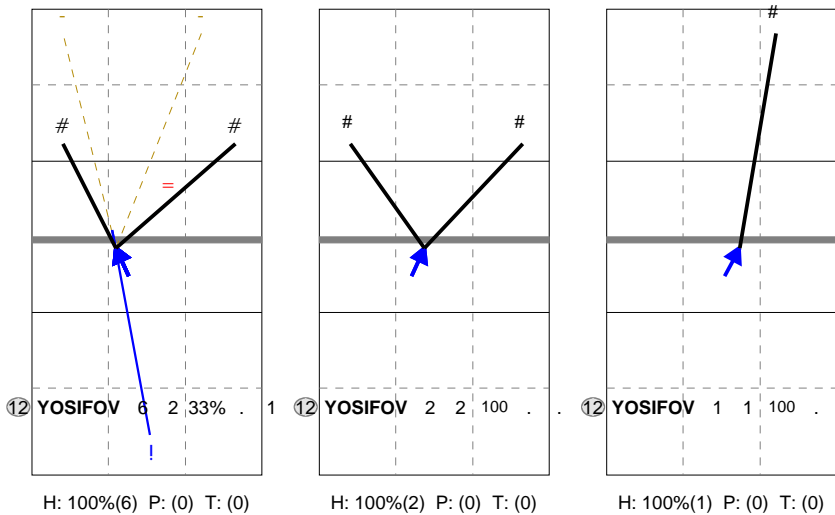 - -
#
# #
# #
=
12 YOSIFOV 6 2 33% . 1
12 YOSIFOV 2 2 100 . .
12 YOSIFOV 1 1 100 .
!
H: 100%(6) P: (0) T: (0)
H: 100%(2) P: (0) T: (0)
H: 100%(1) P: (0) T: (0)